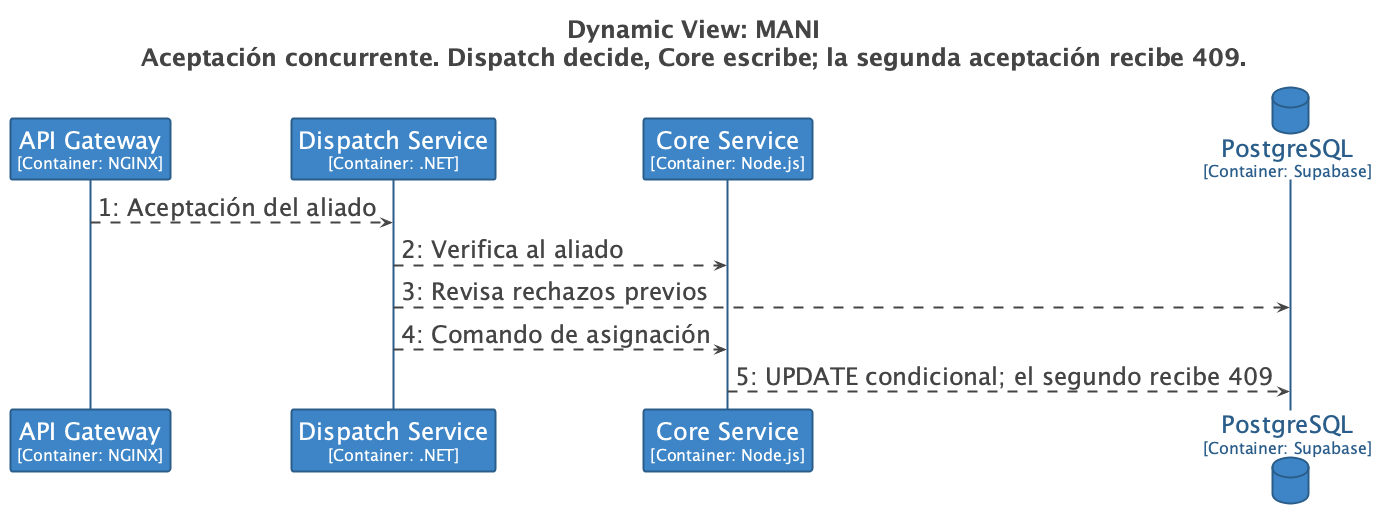 Dynamic View: MANI
Aceptación concurrente. Dispatch decide, Core escribe; la segunda aceptación recibe 409.
API Gateway
[Container: NGINX]
Dispatch Service
[Container: .NET]
Core Service
[Container: Node.js]
PostgreSQL
[Container: Supabase]
1: Aceptación del aliado
2: Verifica al aliado
3: Revisa rechazos previos
4: Comando de asignación
5: UPDATE condicional; el segundo recibe 409
API Gateway
[Container: NGINX]
Dispatch Service
[Container: .NET]
Core Service
[Container: Node.js]
PostgreSQL
[Container: Supabase]